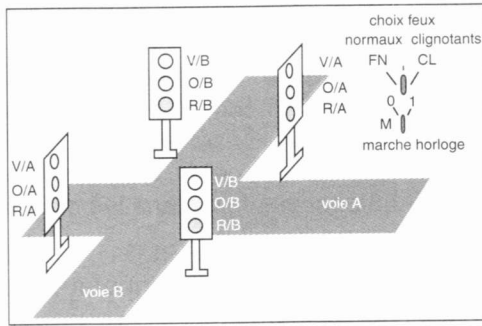 choix feux
normaux clignotants
FN CL
0 1
M
marche horloge
V/B
O/B
R/B
V/A
O/A
R/A
V/A
O/A
R/A
V/B
O/B
R/B
voie A
voie B